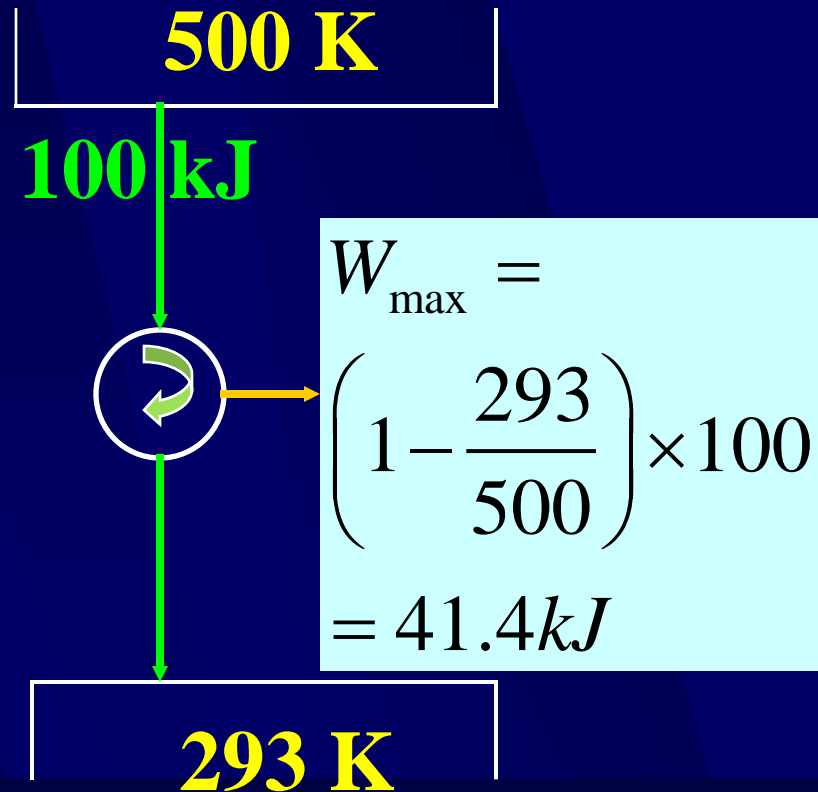 500 K
100 kJ
W_max =
(1 − 293/500) × 100
= 41.4kJ
293 K